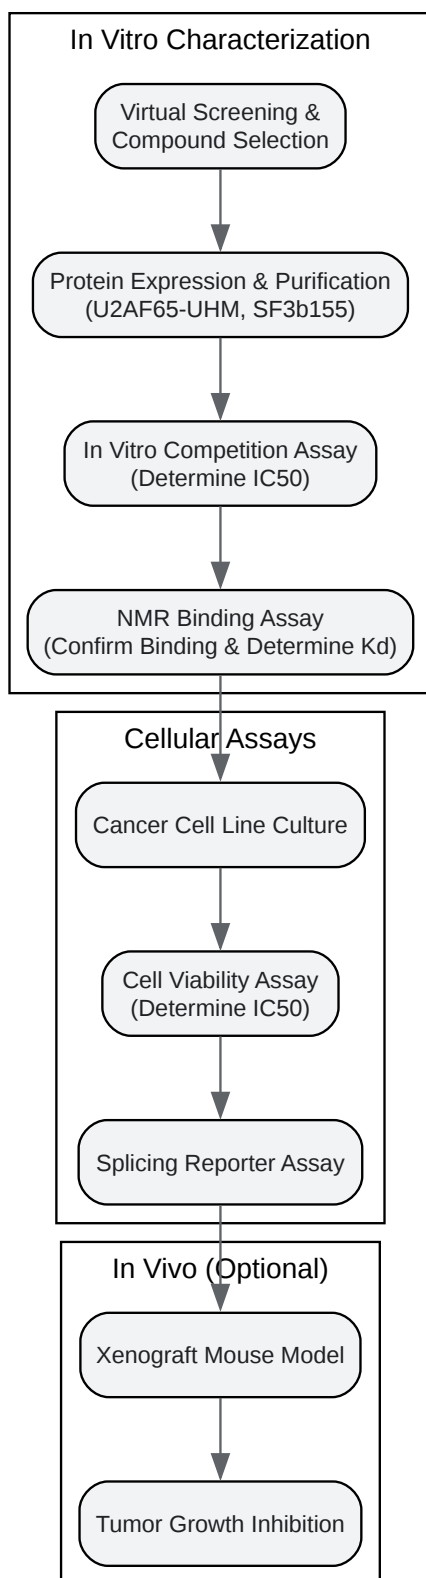 In Vitro Characterization
Virtual Screening &
Compound Selection
Protein Expression & Purification
(U2AF65-UHM, SF3b155)
In Vitro Competition Assay
(Determine IC50)
NMR Binding Assay
(Confirm Binding & Determine Kd)
Cellular Assays
Cancer Cell Line Culture
Cell Viability Assay
(Determine IC50)
Splicing Reporter Assay
In Vivo (Optional)
Xenograft Mouse Model
Tumor Growth Inhibition